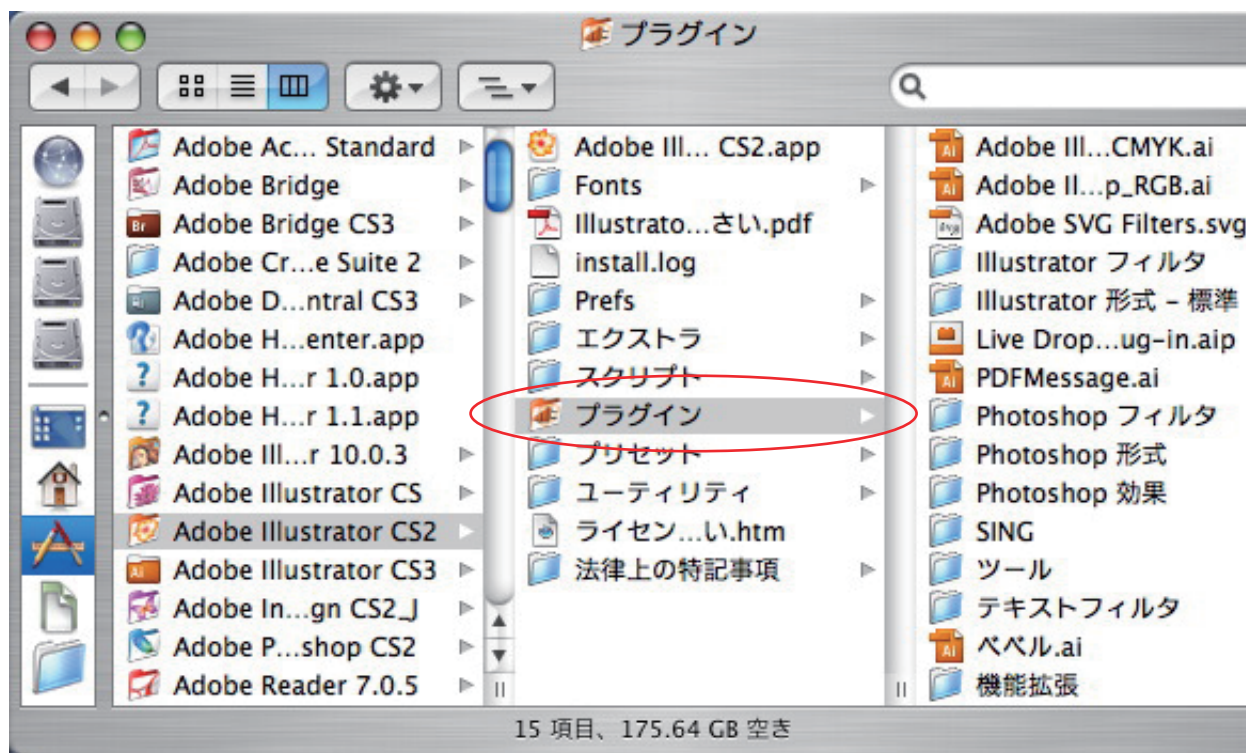 プラグイン
Adobe Ac... Standard
Adobe Bridge
Adobe Bridge CS3
Adobe Cr...e Suite 2
Adobe D...ntral CS3
Adobe H...enter.app
Adobe H...r 1.0.app
Adobe H...r 1.1.app
Adobe Ill...r 10.0.3
Adobe Illustrator CS
Adobe Illustrator CS2
Adobe Illustrator CS3
Adobe In...gn CS2_J
Adobe P...shop CS2
Adobe Reader 7.0.5
Adobe Ill... CS2.app
Fonts
Illustrato...さい.pdf
install.log
Prefs
エクストラ
スクリプト
プラグイン
プリセット
ユーティリティ
ライセン...い.htm
法律上の特記事項
Adobe Ill...CMYK.ai
Adobe Il...p_RGB.ai
Adobe SVG Filters.svg
Illustrator フィルタ
Illustrator 形式 – 標準
Live Drop...ug-in.aip
PDFMessage.ai
Photoshop フィルタ
Photoshop 形式
Photoshop 効果
SING
ツール
テキストフィルタ
ベベル.ai
機能拡張
15 項目、175.64 GB 空き